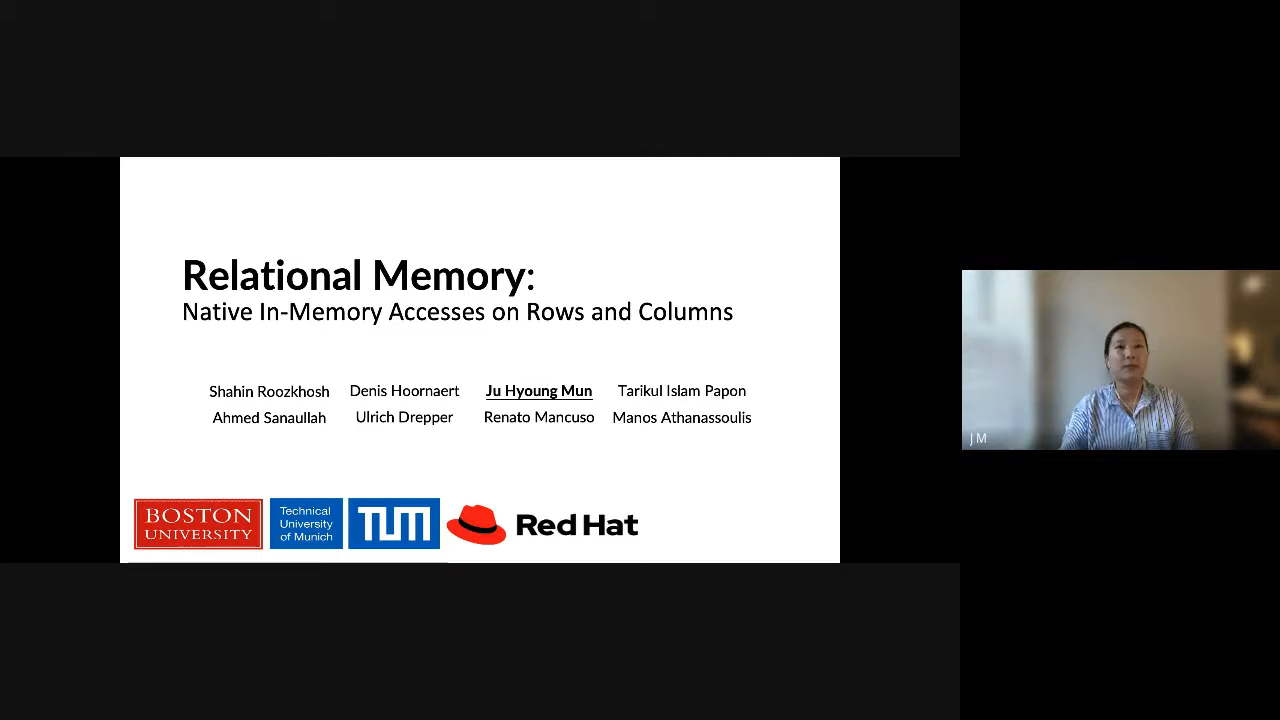 Relational Memory:
Native In-Memory Accesses on Rows and Columns
Shahin Roozkhosh Denis Hoornaert Ju Hyoung Mun Tarikul Islam Papon
Ahmed Sanaullah Ulrich Drepper Renato Mancuso Manos Athanassoulis
BOSTON
UNIVERSITY
Technical
University
of Munich
TUM
Red Hat
J M